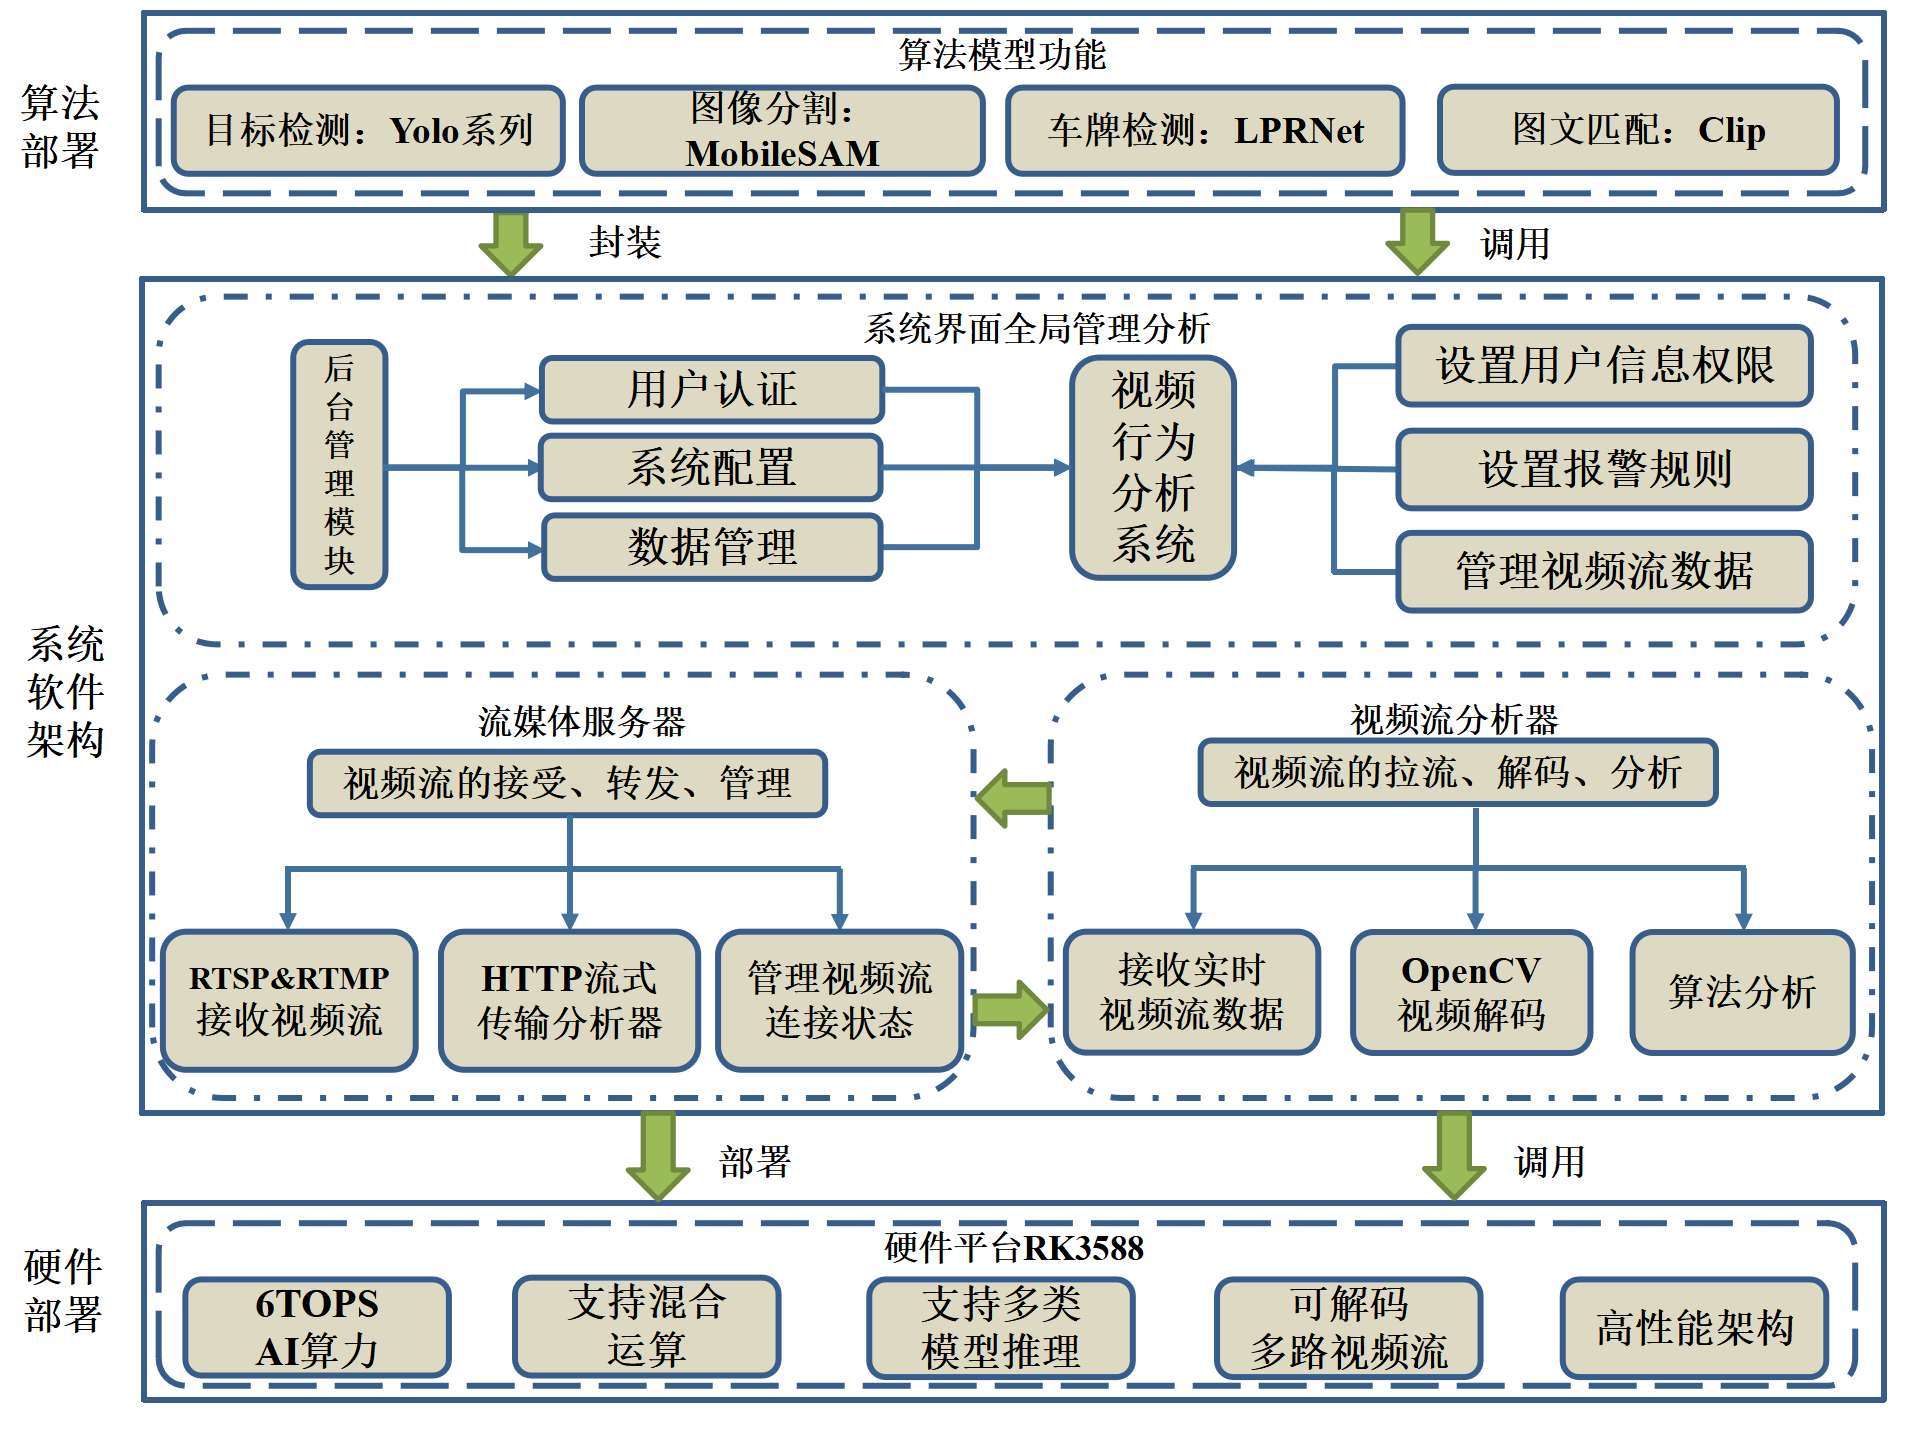 算法
部署
算法模型功能
目标检测：Yolo系列
图像分割：
MobileSAM
车牌检测：LPRNet
图文匹配：Clip
封装
调用
系统
软件
架构
系统界面全局管理分析
后
台
管
理
模
块
用户认证
系统配置
数据管理
视频
行为
分析
系统
设置用户信息权限
设置报警规则
管理视频流数据
流媒体服务器
视频流的接受、转发、管理
RTSP&RTMP
接收视频流
HTTP流式
传输分析器
管理视频流
连接状态
视频流分析器
视频流的拉流、解码、分析
接收实时
视频流数据
OpenCV
视频解码
算法分析
部署
调用
硬件
部署
硬件平台RK3588
6TOPS
AI算力
支持混合
运算
支持多类
模型推理
可解码
多路视频流
高性能架构